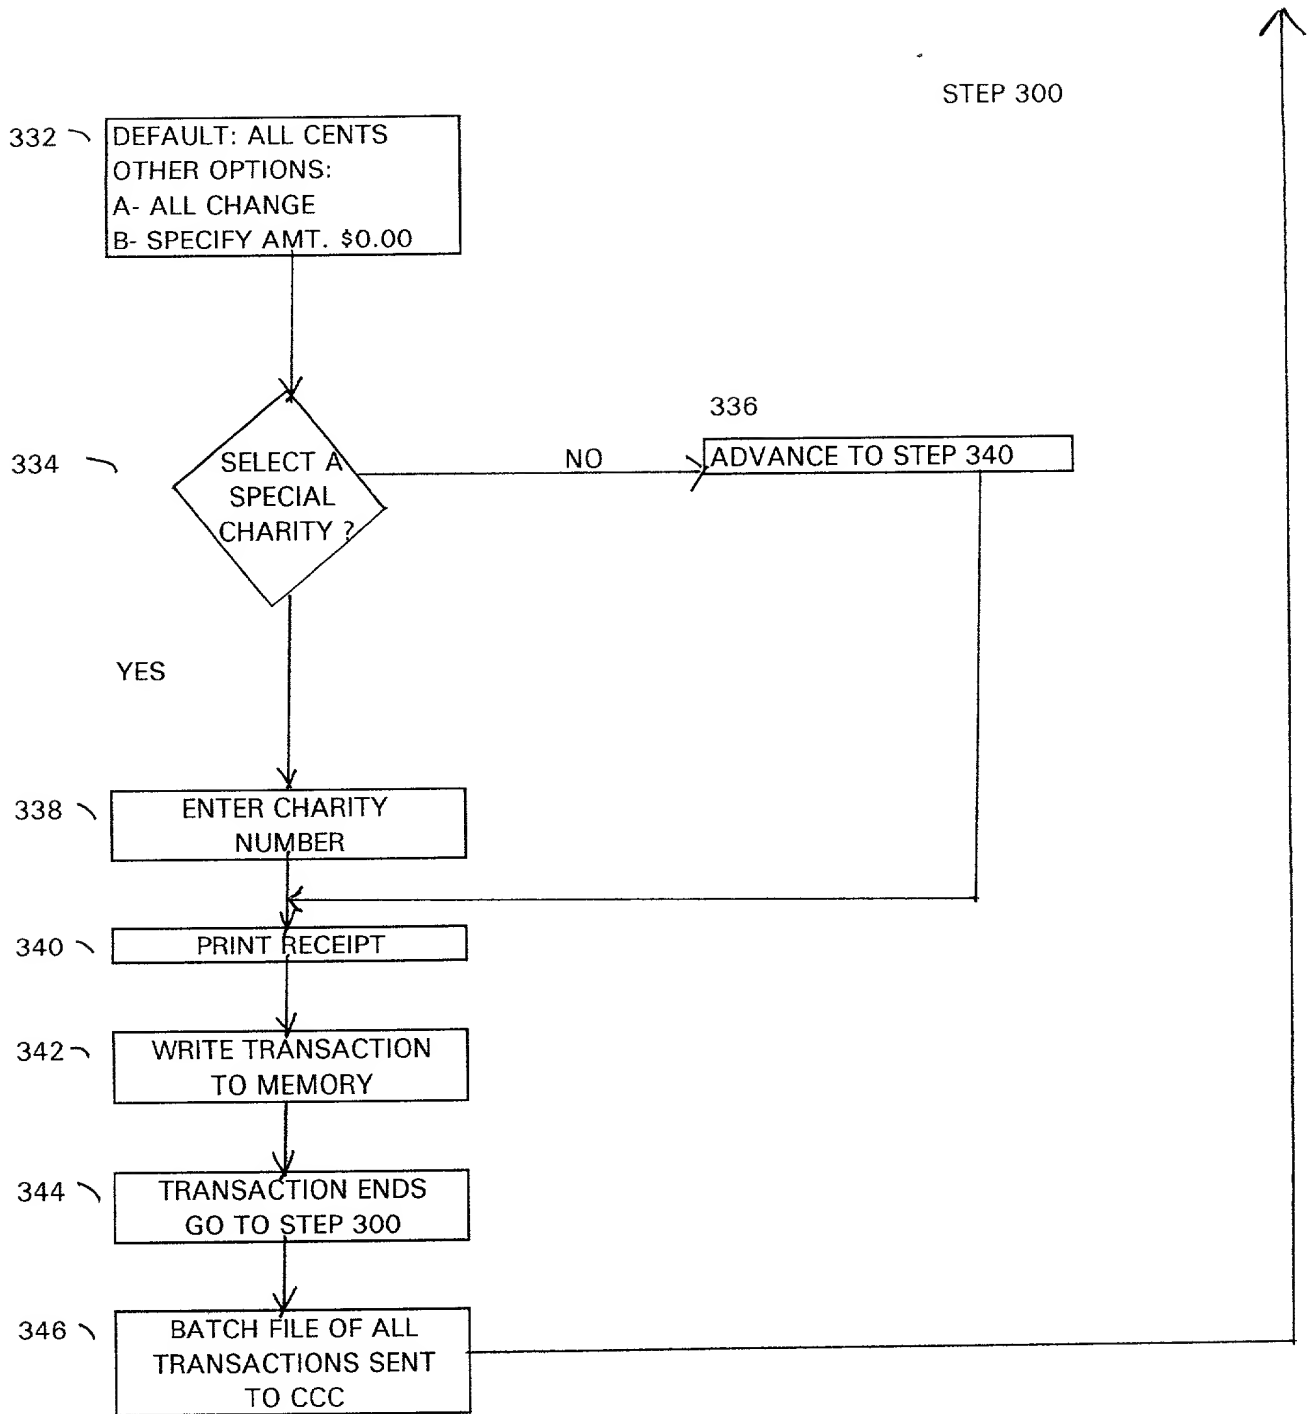 STEP 300
332
DEFAULT: ALL CENTS
OTHER OPTIONS:
A- ALL CHANGE
B- SPECIFY AMT. $0.00
334
SELECT A
SPECIAL
CHARITY ?
NO
336
ADVANCE TO STEP 340
YES
338
ENTER CHARITY
NUMBER
340
PRINT RECEIPT
342
WRITE TRANSACTION
TO MEMORY
344
TRANSACTION ENDS
GO TO STEP 300
346
BATCH FILE OF ALL
TRANSACTIONS SENT
TO CCC